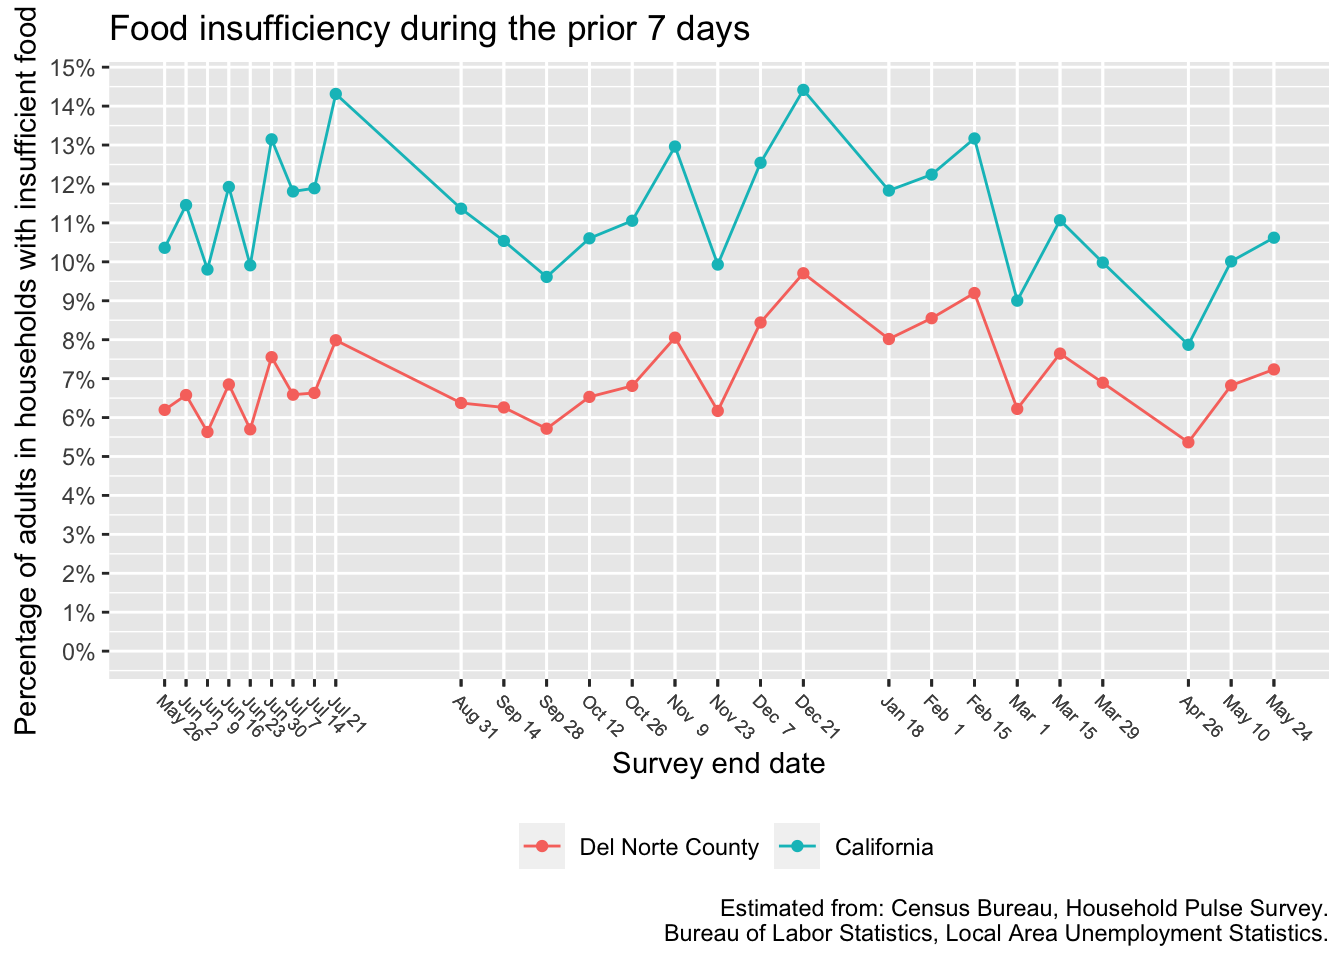 Food insufficiency during the prior 7 days
Percentage of adults in households with insufficient food
15%
14%
13%
12%
11%
10%
9%
8%
7%
6%
5%
4%
3%
2%
1%
0%
May 26
Jun 2
Jun 9
Jun 16
Jun 23
Jun 30
Jul 7
Jul 14
Jul 21
Aug 31
Sep 14
Sep 28
Oct 12
Oct 26
Nov 9
Nov 23
Dec 7
Dec 21
Jan 18
Feb 1
Feb 15
Mar 1
Mar 15
Mar 29
Apr 26
May 10
May 24
Survey end date
Del Norte County
California
Estimated from: Census Bureau, Household Pulse Survey.
Bureau of Labor Statistics, Local Area Unemployment Statistics.